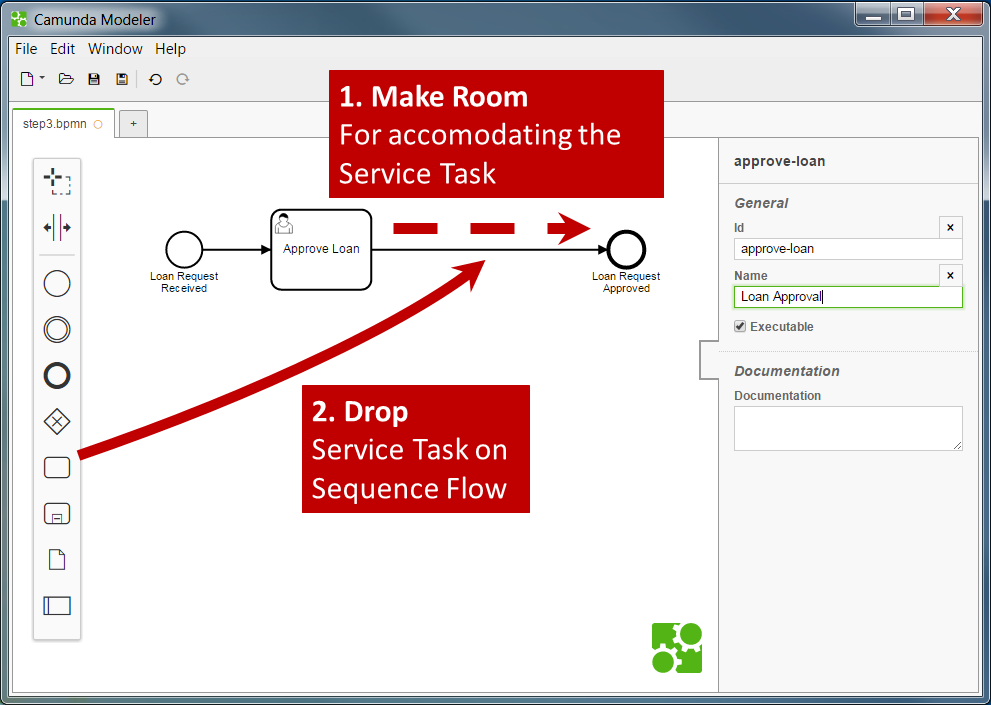 Camunda Modeler
File Edit Window Help
step3.bpmn
+
1. Make Room
For accomodating the
Service Task
Approve Loan
Loan Request
Received
Loan Request
Approved
2. Drop
Service Task on
Sequence Flow
approve-loan
General
Id
approve-loan
Name
Loan Approval
Executable
Documentation
Documentation